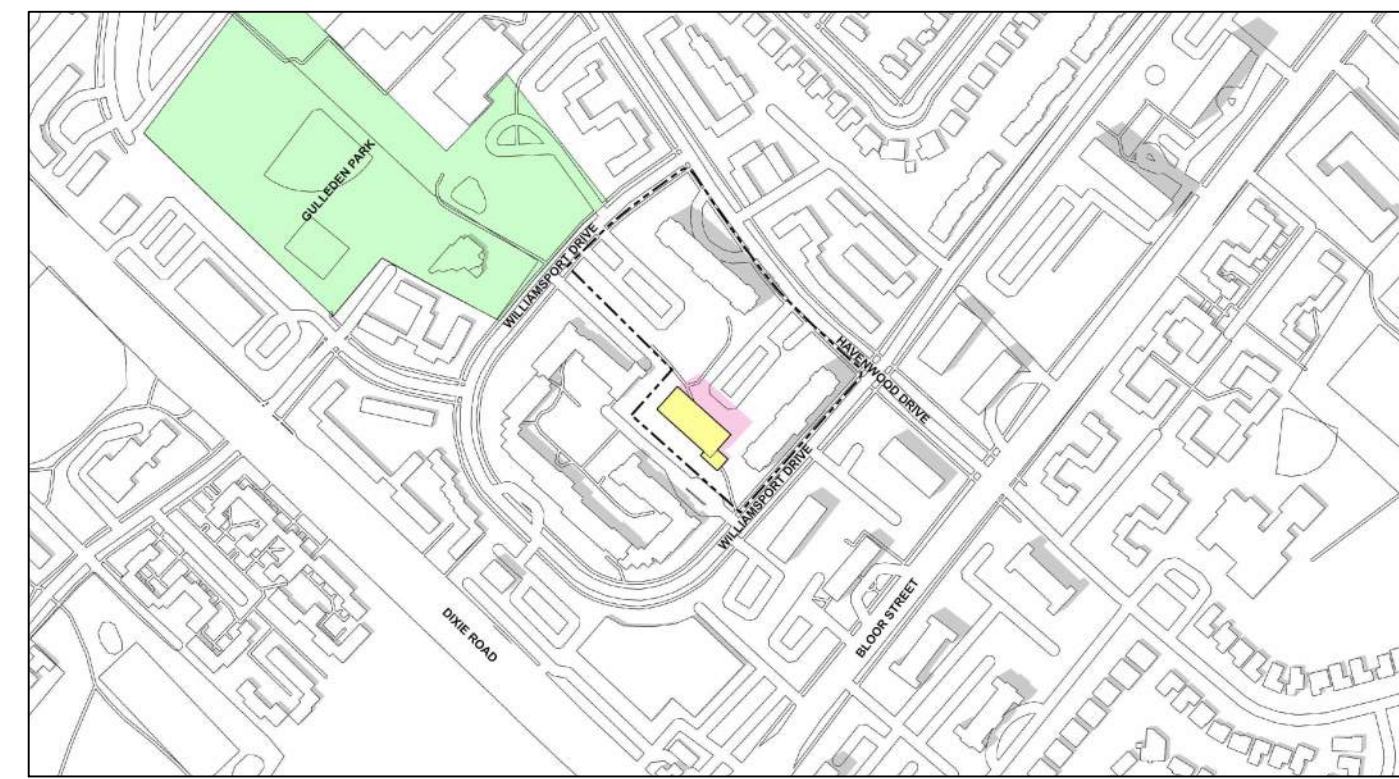 GULLEDEN PARK
WILLIAMSPORT DRIVE
HAVENWOOD DRIVE
WILLIAMSPORT DRIVE
BLOOR STREET
DIXIE ROAD